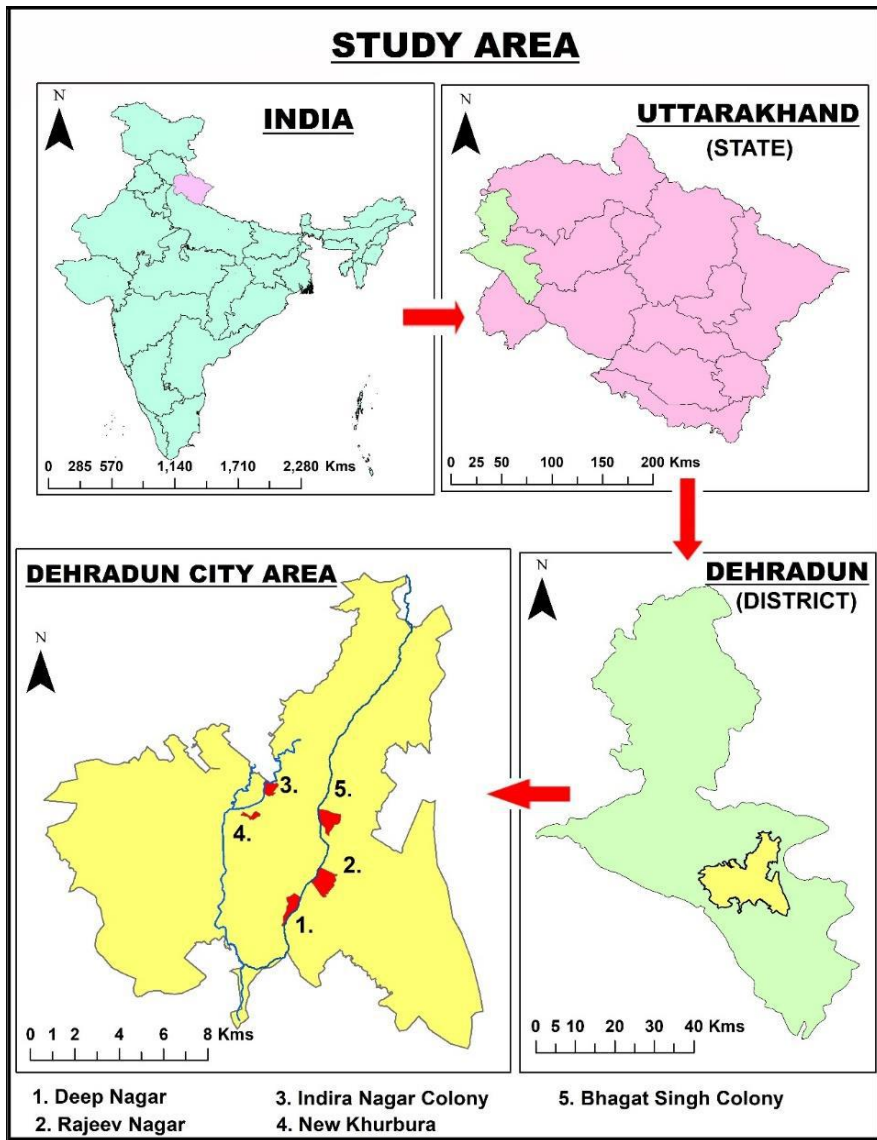 STUDY AREA
N
INDIA
0 285 570 1,140 1,710 2,280 Kms
N
UTTARAKHAND
(STATE)
0 25 50 100 150 200 Kms
DEHRADUN CITY AREA
N
3.
5.
4.
2.
1.
0 1 2 4 6 8 Kms
DEHRADUN
(DISTRICT)
N
0 5 10 20 30 40 Kms
1. Deep Nagar 3. Indira Nagar Colony 5. Bhagat Singh Colony
2. Rajeev Nagar 4. New Khurbura